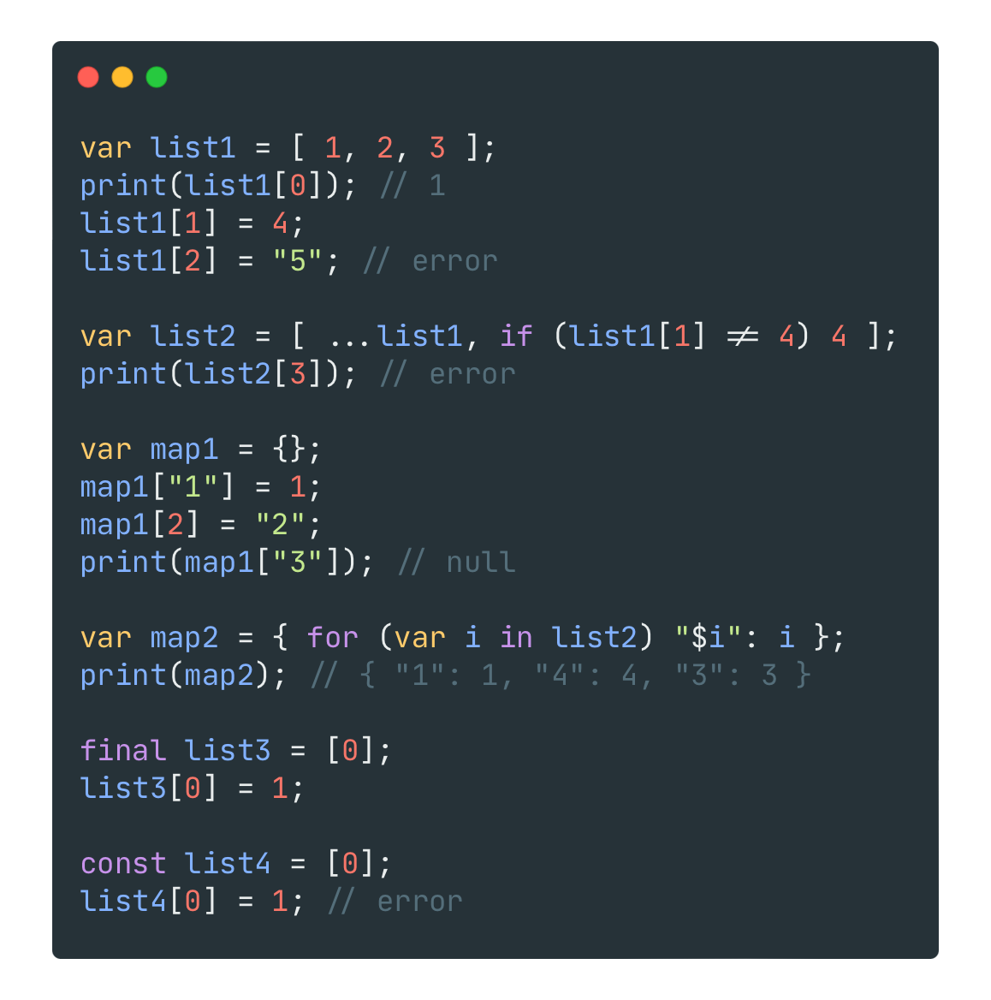 var list1 = [ 1, 2, 3 ];
print(list1[0]); // 1
list1[1] = 4;
list1[2] = "5"; // error
var list2 = [ ...list1, if (list1[1] != 4) 4 ];
print(list2[3]); // error
var map1 = {};
map1["1"] = 1;
map1[2] = "2";
print(map1["3"]); // null
var map2 = { for (var i in list2) "$i": i };
print(map2); // { "1": 1, "4": 4, "3": 3 }
final list3 = [0];
list3[0] = 1;
const list4 = [0];
list4[0] = 1; // error